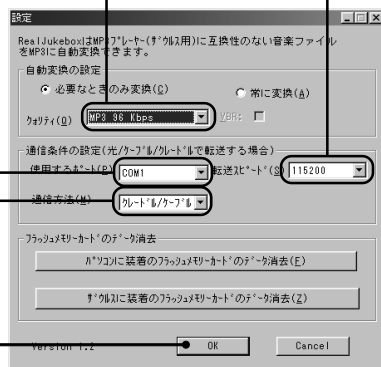 設定
RealJukeboxはMP3プレーヤー(ザウルス用)に互換性のない音楽ファイル
をMP3に自動変換できます。
自動変換の設定
必要なときのみ変換(C)
常に変換(A)
クォリティ(Q)
MP3 96 Kbps
VBR:
通信条件の設定(光/ケーブル/クレードルで転送する場合)
使用するポート(P)
COM1
転送スピード(S)
115200
通信方法(M)
クレードル/ケーブル
フラッシュメモリーカードのデータ消去
パソコンに装着のフラッシュメモリーカードのデータ消去(F)
ザウルスに装着のフラッシュメモリーカードのデータ消去(Z)
Version 1.2
OK
Cancel